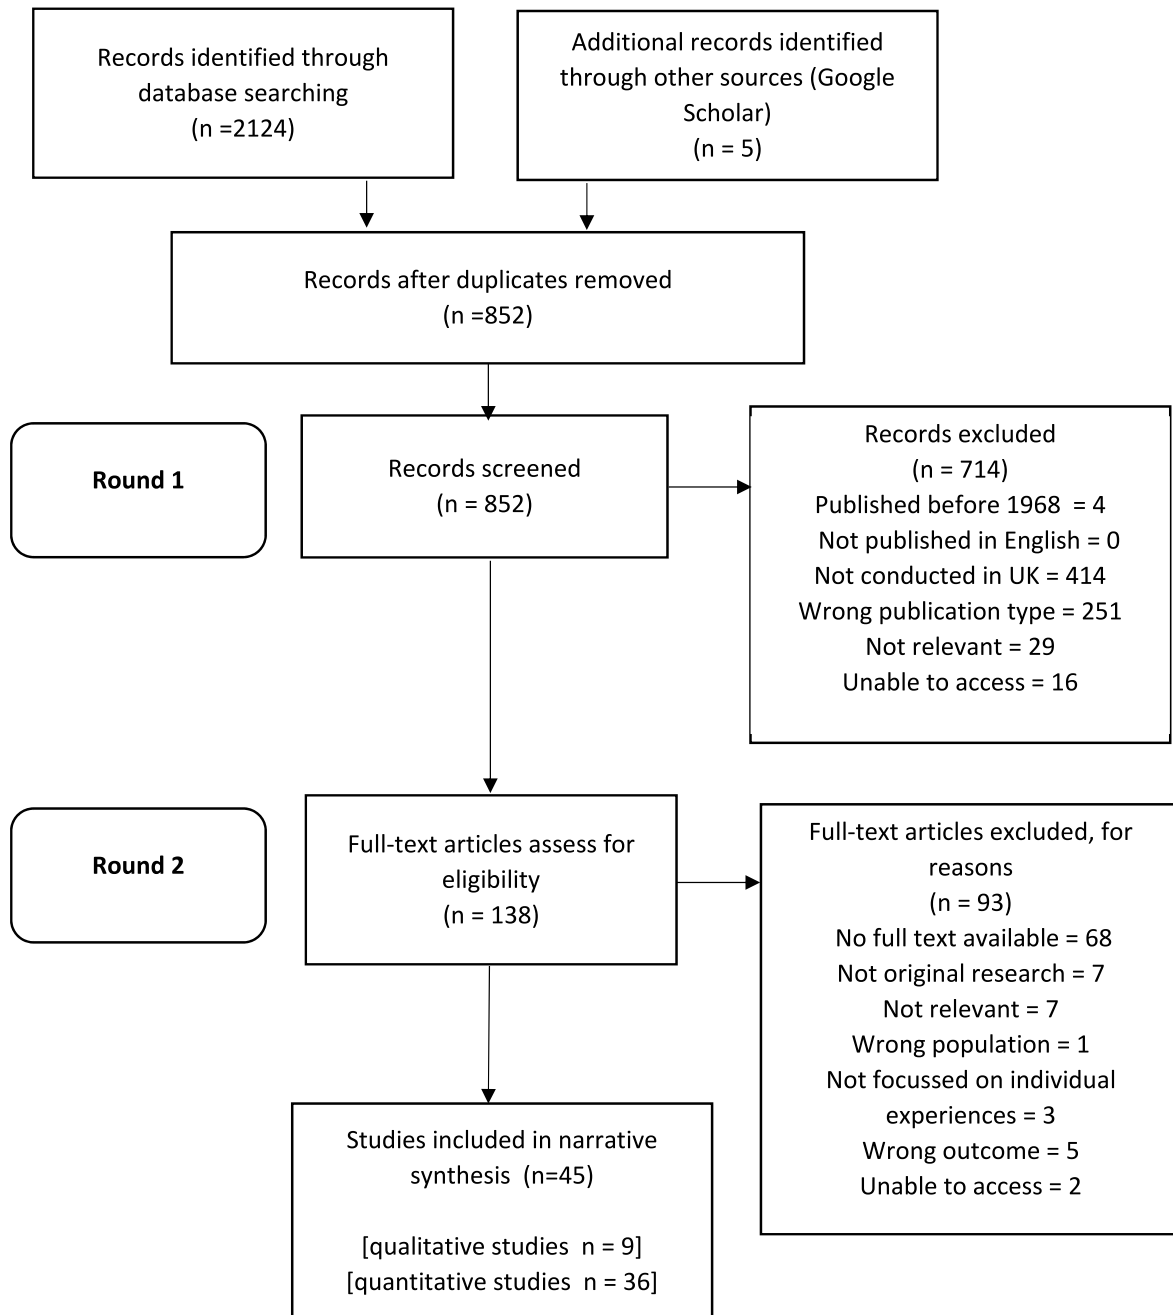 Records identified through
database searching
(n =2124)
Additional records identified
through other sources (Google
Scholar)
(n = 5)
Records after duplicates removed
(n =852)
Round 1
Records screened
(n = 852)
Records excluded
(n = 714)
Published before 1968 = 4
Not published in English = 0
Not conducted in UK = 414
Wrong publication type = 251
Not relevant = 29
Unable to access = 16
Round 2
Full-text articles assess for
eligibility
(n = 138)
Full-text articles excluded, for
reasons
(n = 93)
No full text available = 68
Not original research = 7
Not relevant = 7
Wrong population = 1
Not focussed on individual
experiences = 3
Wrong outcome = 5
Unable to access = 2
Studies included in narrative
synthesis (n=45)
[qualitative studies n = 9]
[quantitative studies n = 36]